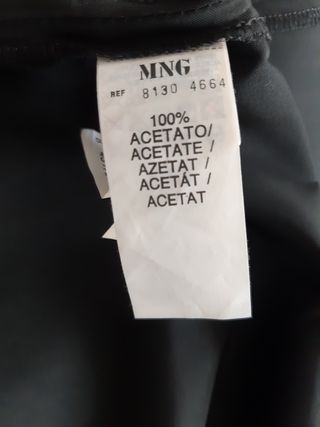 MNG
REF 8130 4664
100%
ACETATO/
ACETATE /
AZETAT /
ACETÁT /
ACETAT